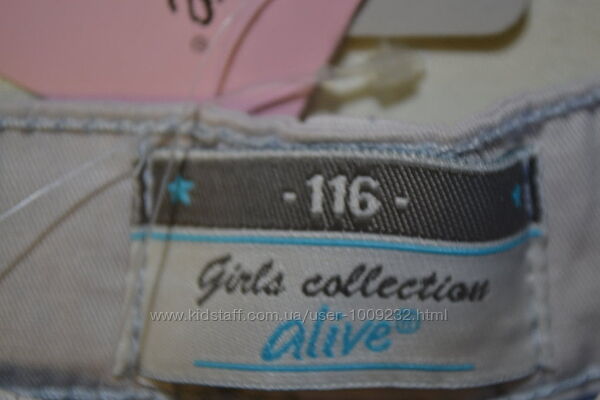 ®
- 116 -
Girls collection
www.kidstaff.com.ua/user-1009232.html
alive®